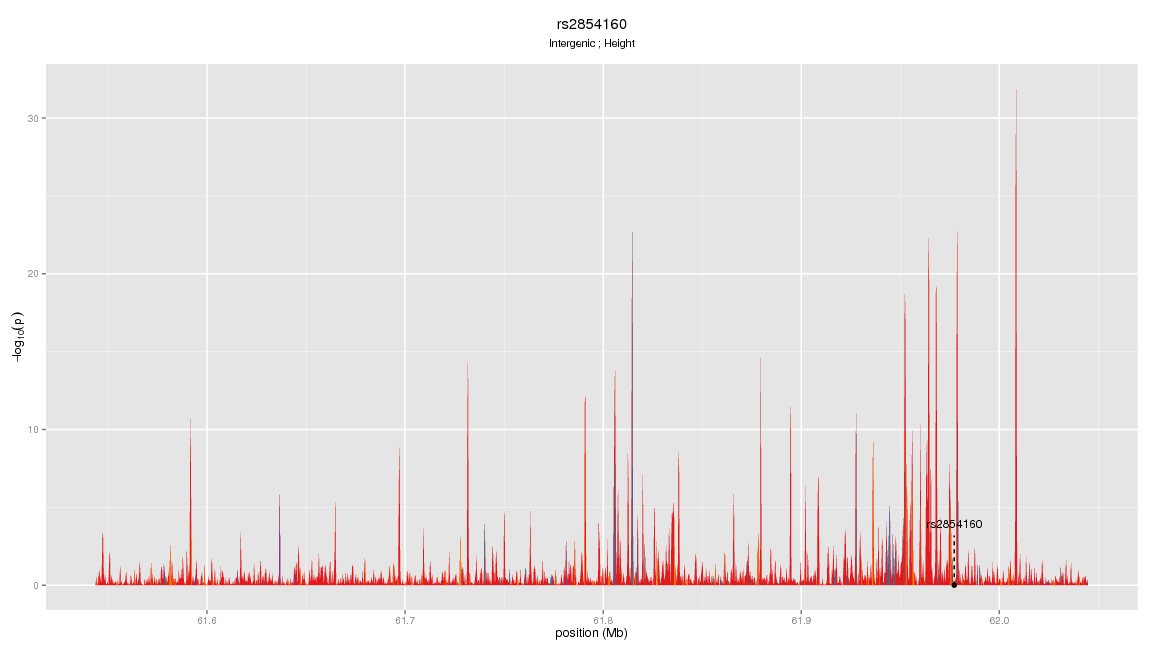 rs2854160
Intergenic ; Height
30
20
10
0
−log10(p)
rs2854160
61.6
61.7
61.8
61.9
62.0
position (Mb)